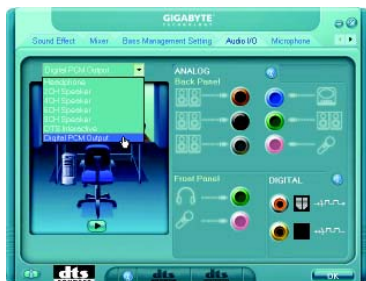 GIGABYTE
TECHNOLOGY
Sound Effect Mixer Bass Management Setting Audio I/O Microphone
Digital PCM Output
Headphone
2CH Speaker
4CH Speaker
6CH Speaker
8CH Speaker
DTS Interactive
Digital PCM Output
ANALOG
Back Panel
Front Panel
DIGITAL
dts
dts
dts
OK